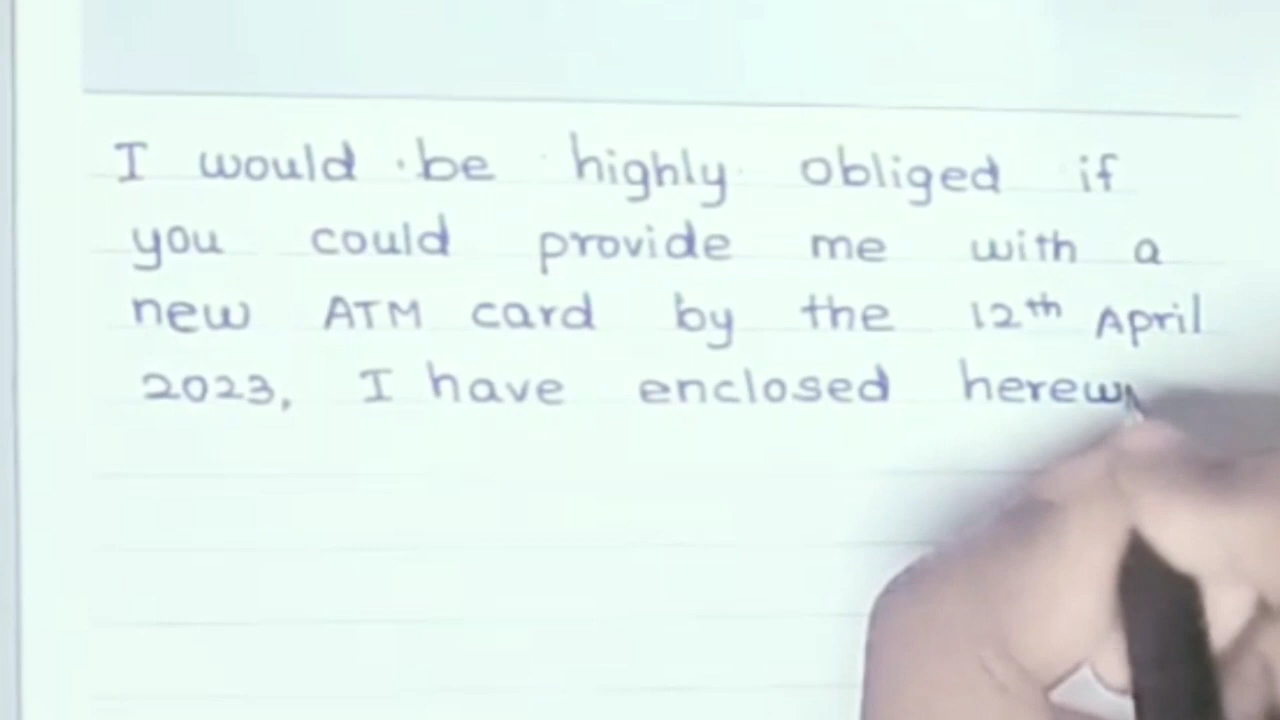 I would be highly obliged if
you could provide me with a
new ATM card by the 12th April
2023, I have enclosed herew